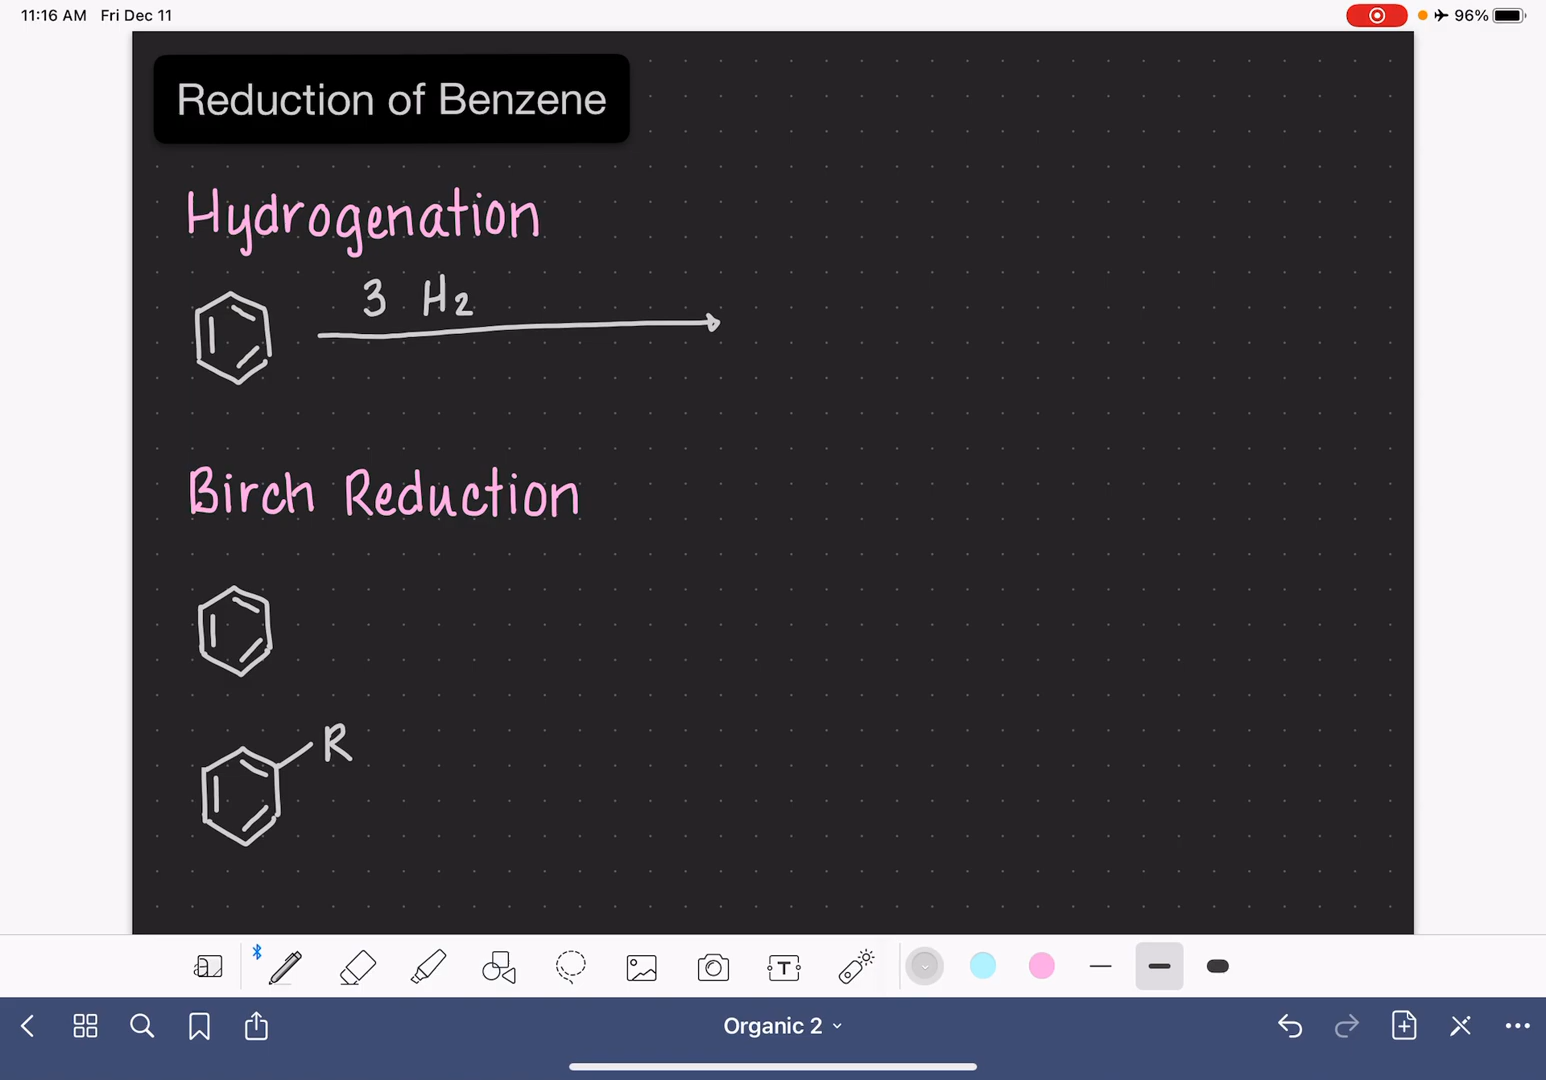 11:16 AM Fri Dec 11
96%
Reduction of Benzene
Hydrogenation
3 H₂
Birch Reduction
R
T
Organic 2